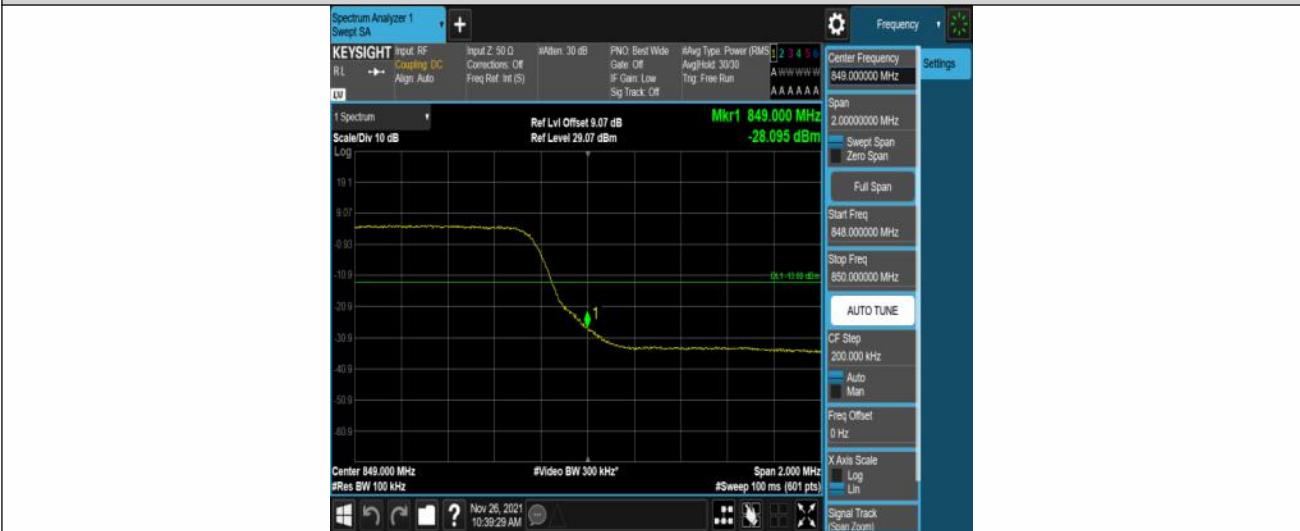 Spectrum Analyzer 1
Swept SA
+
Frequency
KEYSIGHT
RL
LV
Input: RF
Coupling: DC
Align: Auto
Input Z: 50 Ω
Corrections: Off
Freq Ref: Int (S)
#Atten: 30 dB
PNO: Best Wide
Gate: Off
IF Gain: Low
Sig Track: Off
#Avg Type: Power (RMS
Avg|Hold: 30/30
Trig: Free Run
1 2 3 4 5 6
A W W W W W
A A A A A A
1 Spectrum
Scale/Div 10 dB
Log
Ref Lvl Offset 9.07 dB
Ref Level 29.07 dBm
Mkr1 849.000 MHz
-28.095 dBm
19.1
9.07
-0.93
-10.9
-20.9
-30.9
-40.9
-50.9
-60.9
1
Center 849.000 MHz
#Res BW 100 kHz
#Video BW 300 kHz*
Span 2.000 MHz
#Sweep 100 ms (601 pts)
?
Nov 26, 2021
10:39:29 AM
Center Frequency
849.000000 MHz
Settings
Span
2.00000000 MHz
Swept Span
Zero Span
Full Span
Start Freq
848.000000 MHz
Stop Freq
850.000000 MHz
AUTO TUNE
CF Step
200.000 kHz
Auto
Man
Freq Offset
0 Hz
X Axis Scale
Log
Lin
Signal Track
(Span Zoom)